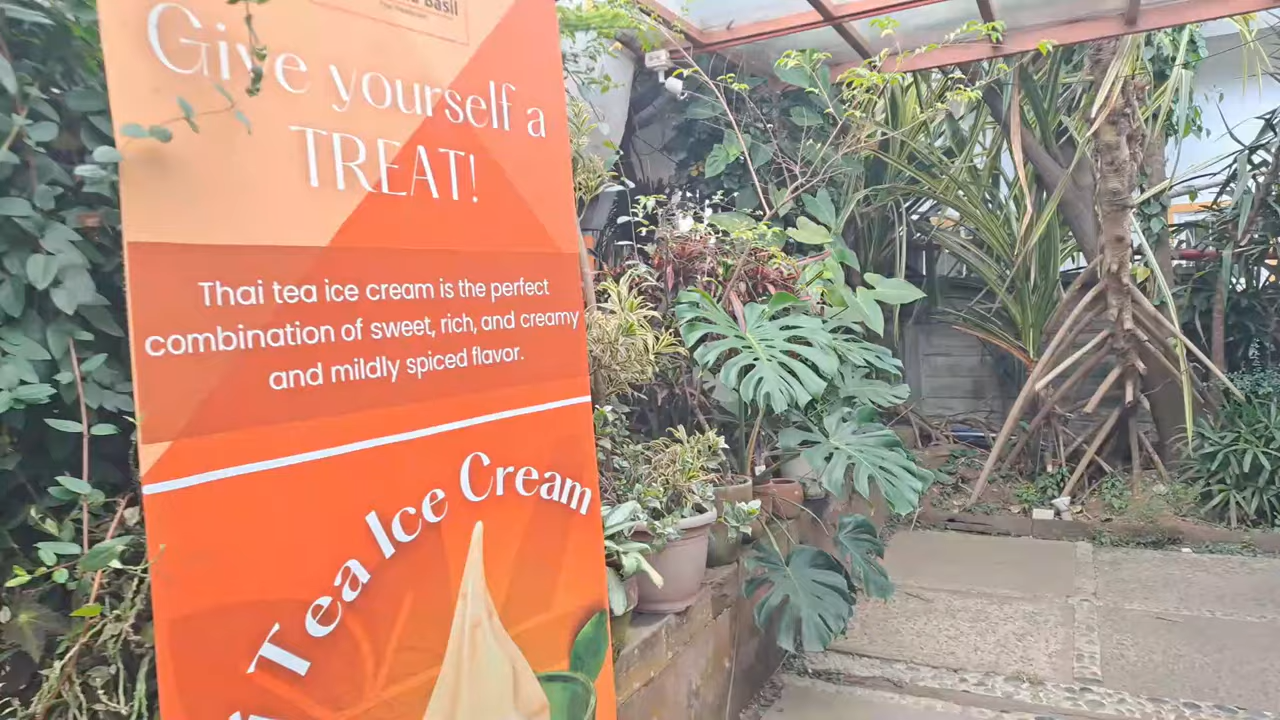 Basil
Give yourself a
TREAT!
Thai tea ice cream is the perfect
combination of sweet, rich, and creamy
and mildly spiced flavor.
Tea Ice Cream